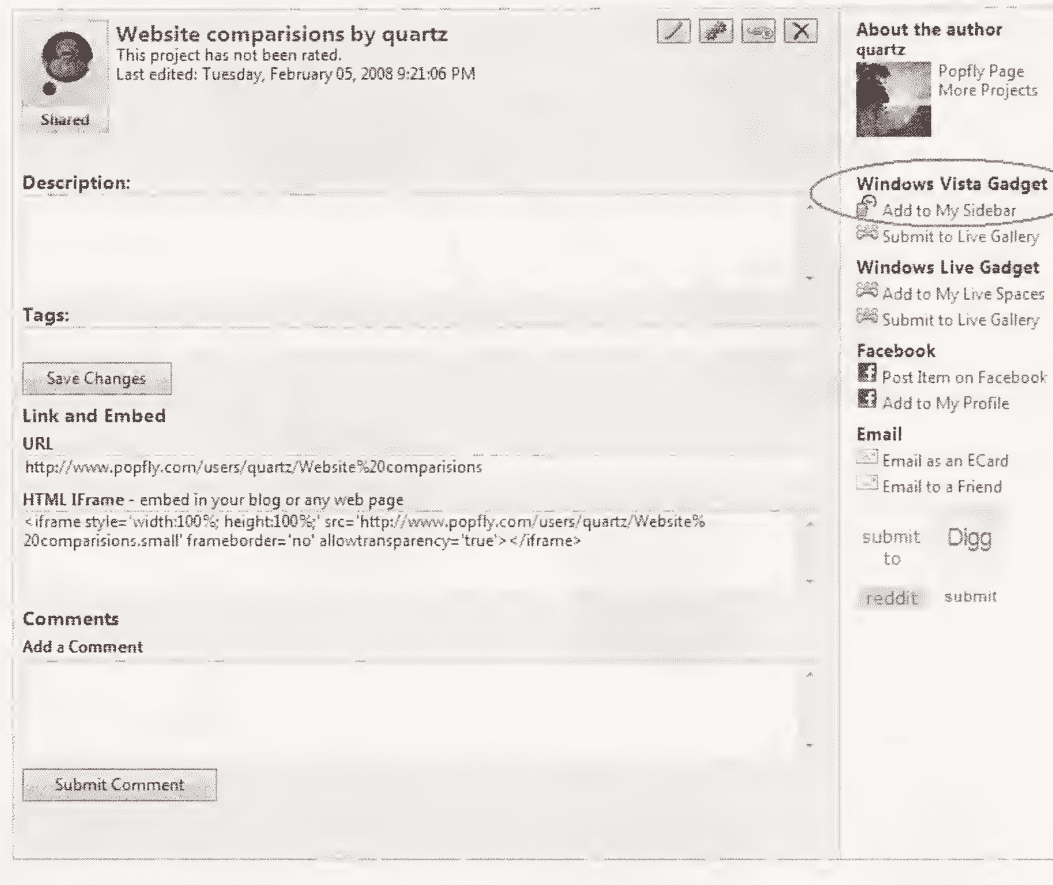 Website comparisions by quartz
This project has not been rated.
Last edited: Tuesday, February 05, 2008 9:21:06 PM
Shared
Description:
Tags:
Save Changes
Link and Embed
URL
http://www.popfly.com/users/quartz/Website%20comparisions
HTML IFrame - embed in your blog or any web page
<iframe style='width:100%; height:100%;' src='http://www.popfly.com/users/quartz/Website%
20comparisions.small' frameborder='no' allowtransparency='true'></iframe>
Comments
Add a Comment
Submit Comment
About the author
quartz
Popfly Page
More Projects
Windows Vista Gadget
Add to My Sidebar
Submit to Live Gallery
Windows Live Gadget
Add to My Live Spaces
Submit to Live Gallery
Facebook
Post Item on Facebook
Add to My Profile
Email
Email as an ECard
Email to a Friend
submit Digg
to
reddit submit